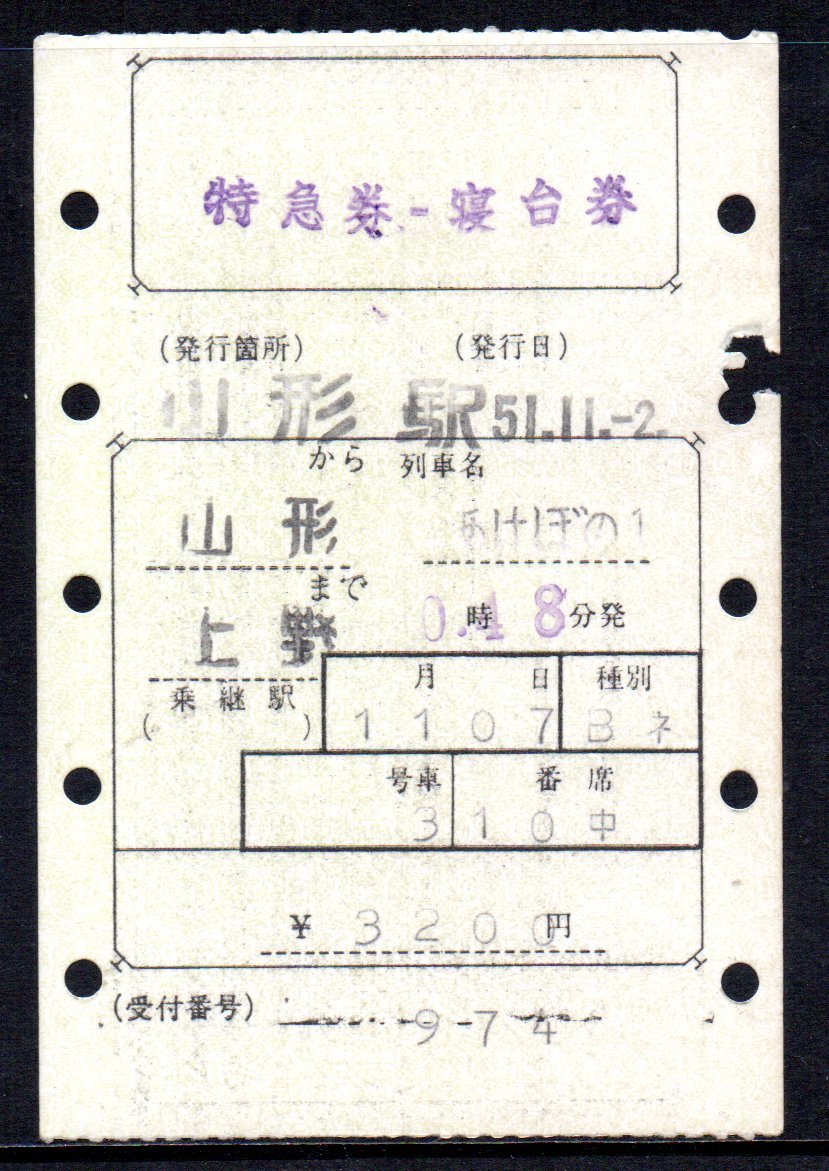 特急券-寝台券
(発行箇所) (発行日)
山形駅 51.11.-2.
から 列車名
山形 あけぼの1
まで
上野 0時48分発
(乗継駅) 月 日 種別
1107 Bネ
号車 番 席
3 10中
¥3200円
(受付番号) 974